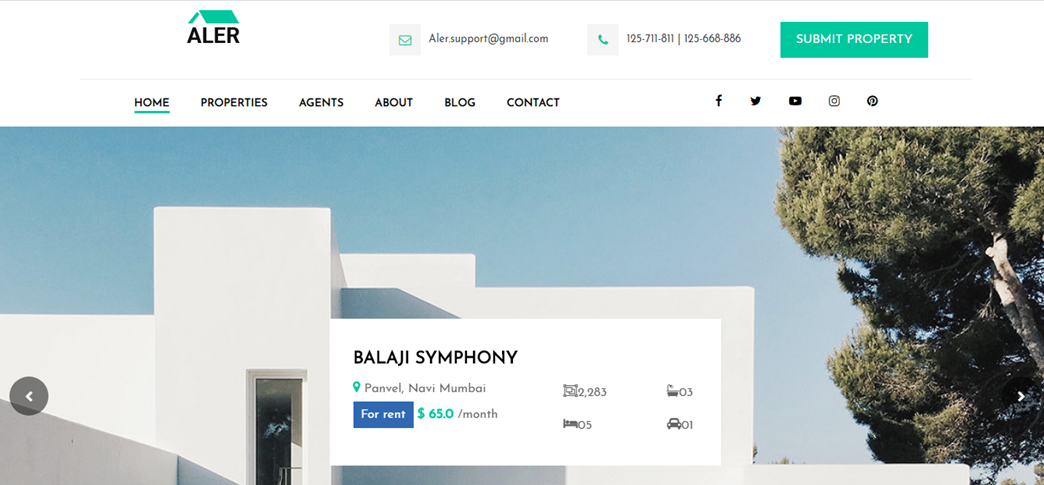 ALER
Aler.support@gmail.com
125-711-811 | 125-668-886
SUBMIT PROPERTY
HOME
PROPERTIES
AGENTS
ABOUT
BLOG
CONTACT
BALAJI SYMPHONY
Panvel, Navi Mumbai
For rent $ 65.0 /month
2,283
03
05
01